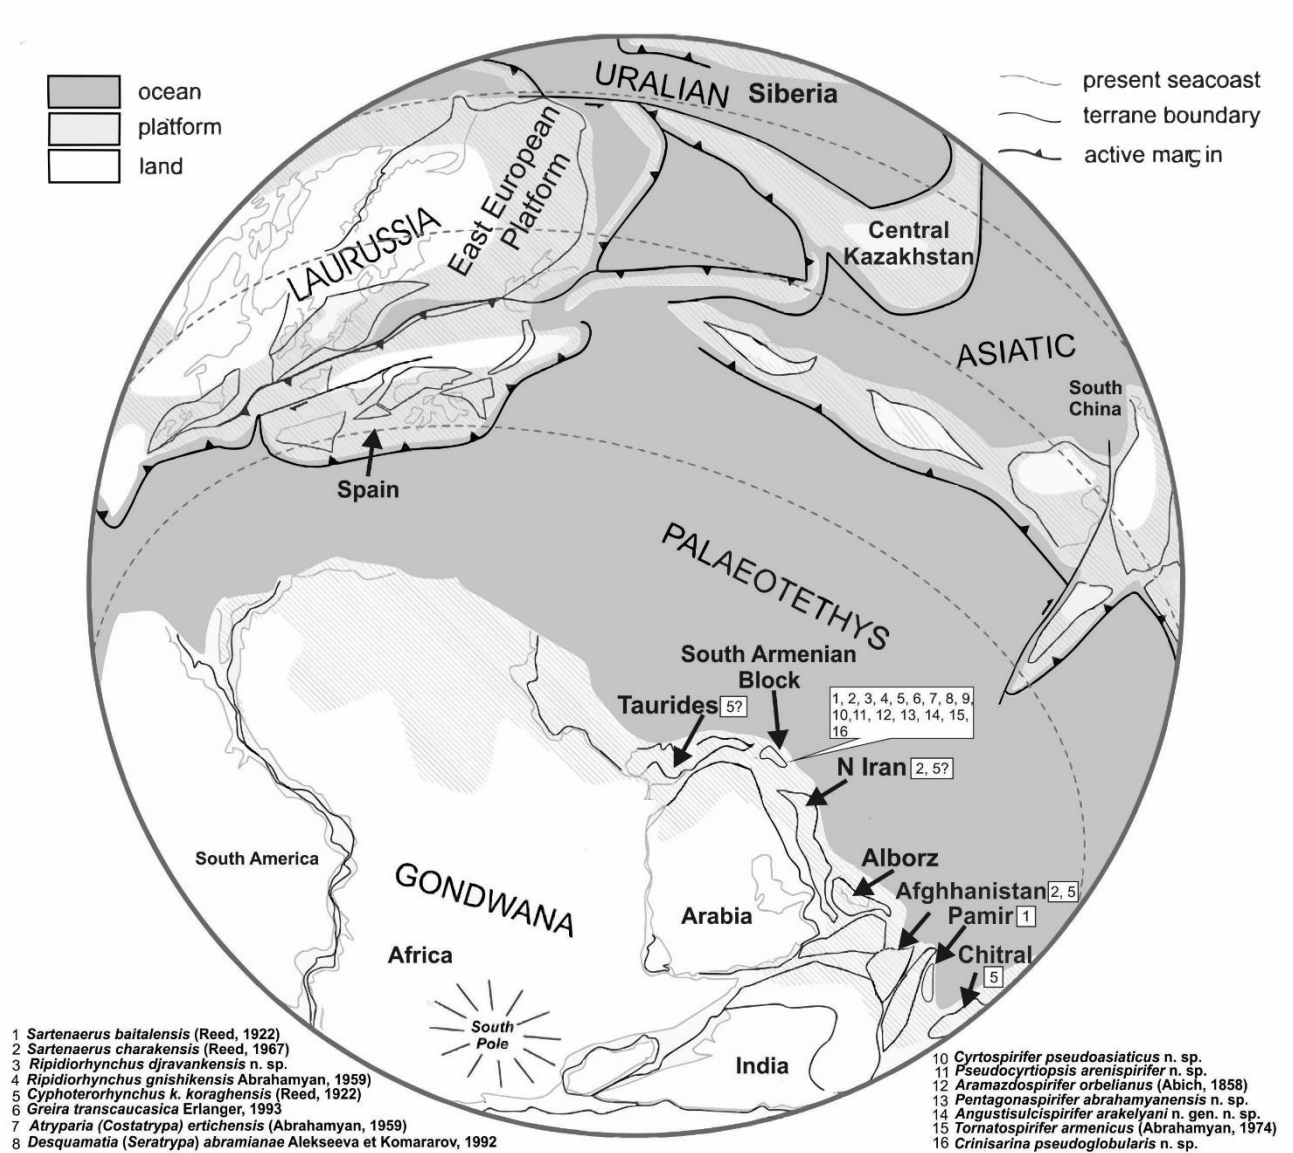 ocean
platform
land
present seacoast
terrane boundary
active margin
URALIAN
Siberia
East European
Platform
LAURUSSIA
Central
Kazakhstan
ASIATIC
South
China
Spain
PALAEOTETHYS
South Armenian
Block
Taurides 5?
1, 2, 3, 4, 5, 6, 7, 8, 9,
10,11, 12, 13, 14, 15,
16
N Iran 2, 5?
South America
GONDWANA
Alborz
Afghhanistan 2, 5
Arabia
Pamir 1
Africa
Chitral
5
South
Pole
India
1 Sartenaerus baitalensis (Reed, 1922)
2 Sartenaerus charakensis (Reed, 1967)
3 Ripidiorhynchus djravankensis n. sp.
4 Ripidiorhynchus gnishikensis Abrahamyan, 1959)
5 Cyphoterorhynchus k. koraghensis (Reed, 1922)
6 Greira transcaucasica Erlanger, 1993
7 Atryparia (Costatrypa) ertichensis (Abrahamyan, 1959)
8 Desquamatia (Seratrypa) abramianae Alekseeva et Komararov, 1992
10 Cyrtospirifer pseudoasiaticus n. sp.
11 Pseudocyrtiopsis arenispirifer n. sp.
12 Aramazdospirifer orbelianus (Abich, 1858)
13 Pentagonaspirifer abrahamyanensis n. sp.
14 Angustisulcispirifer arakelyani n. gen. n. sp.
15 Tornatospirifer armenicus (Abrahamyan, 1974)
16 Crinisarina pseudoglobularis n. sp.